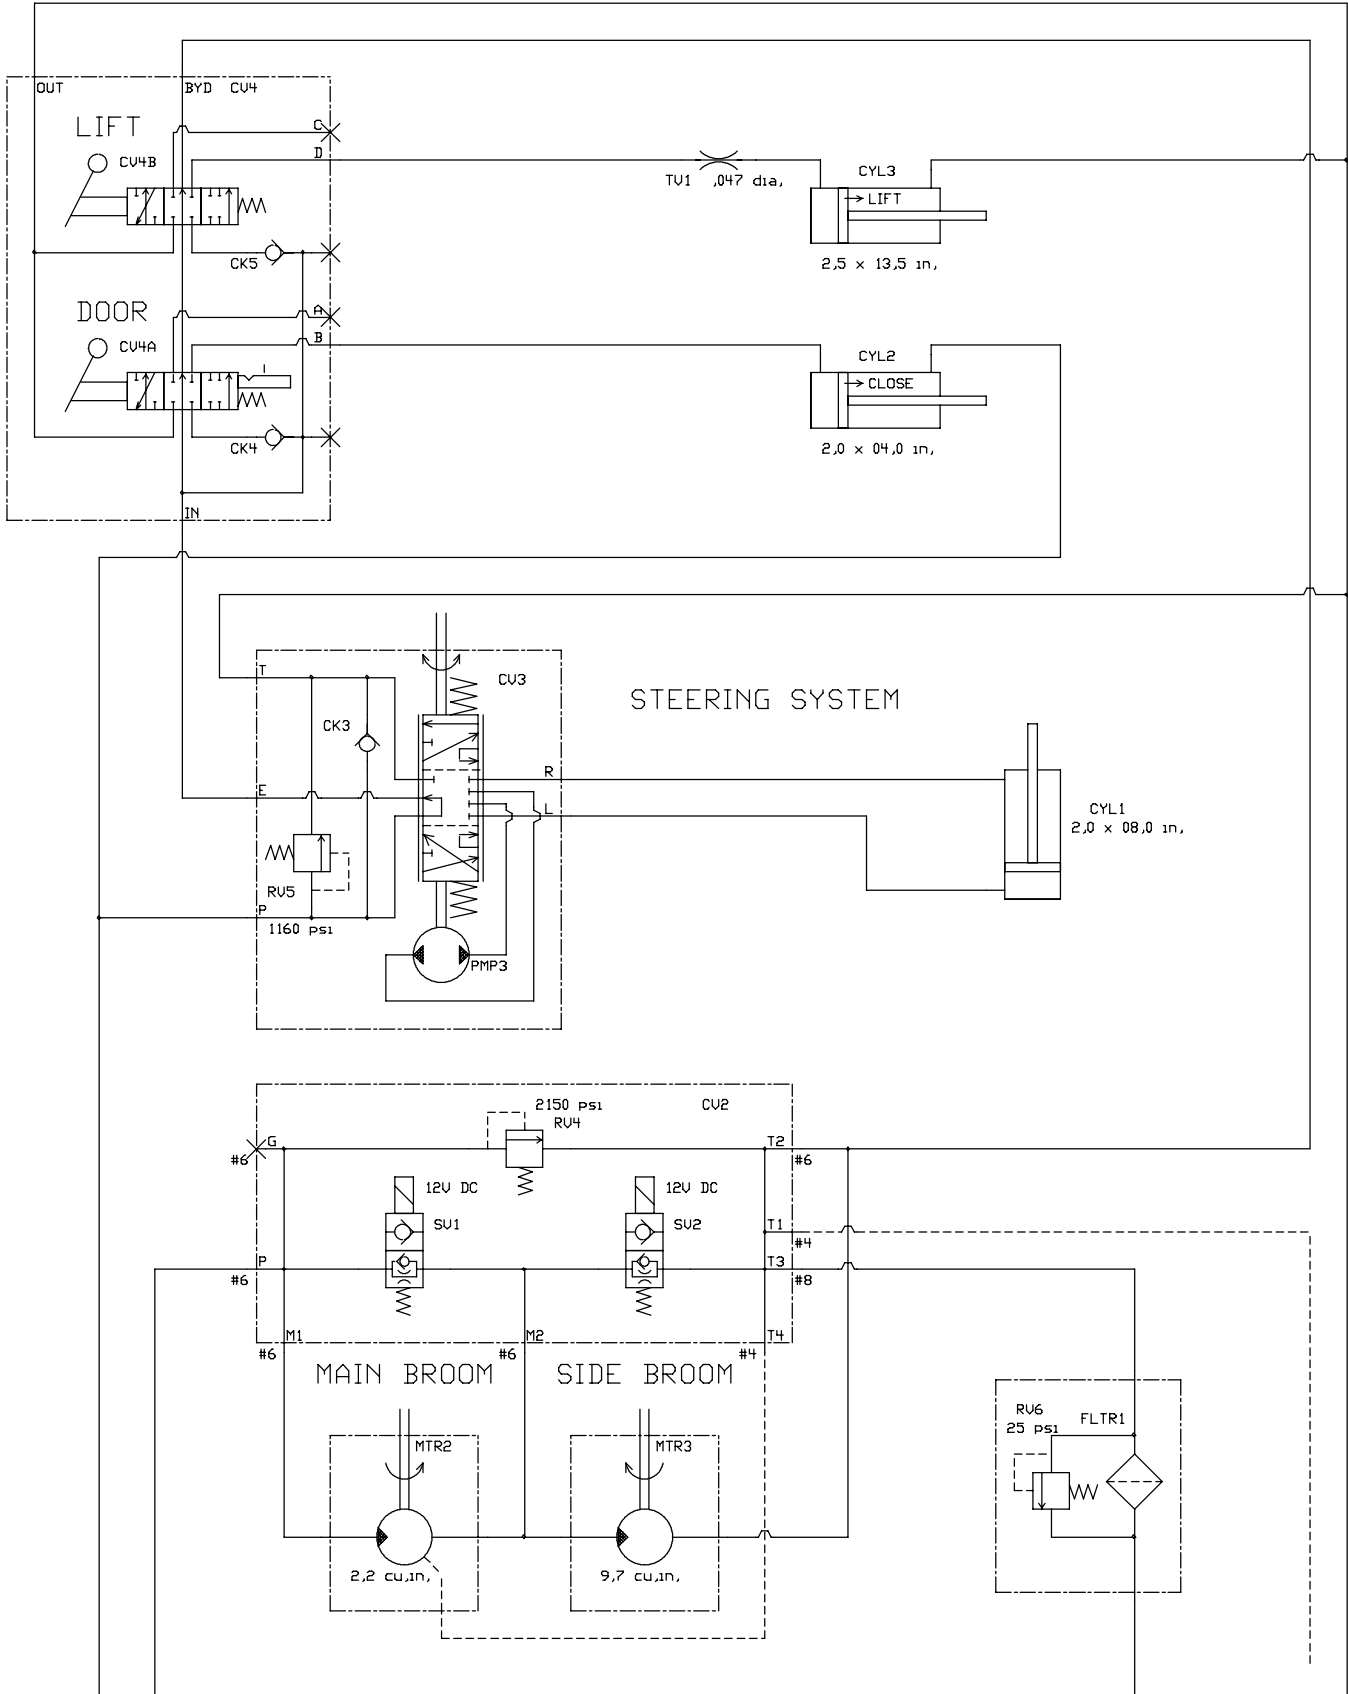 OUT
BYD CV4
LIFT
C
CV4B
D
TV1 ,047 dia,
CYL3
LIFT
CK5
2,5 x 13,5 in,
DOOR
A
CV4A
B
CYL2
CLOSE
CK4
2,0 x 04,0 in,
IN
T
CV3
STEERING SYSTEM
CK3
R
E
L
CYL1
2,0 x 08,0 in,
RV5
P
1160 psi
PMP3
2150 psi
CV2
RV4
G
T2
#6
#6
12V DC
12V DC
SV1
SV2
T1
#4
P
T3
#6
#8
M1
M2
T4
#6
#6
#4
MAIN BROOM
SIDE BROOM
RV6
25 psi
FLTR1
MTR2
MTR3
2,2 cu,in,
9,7 cu,in,